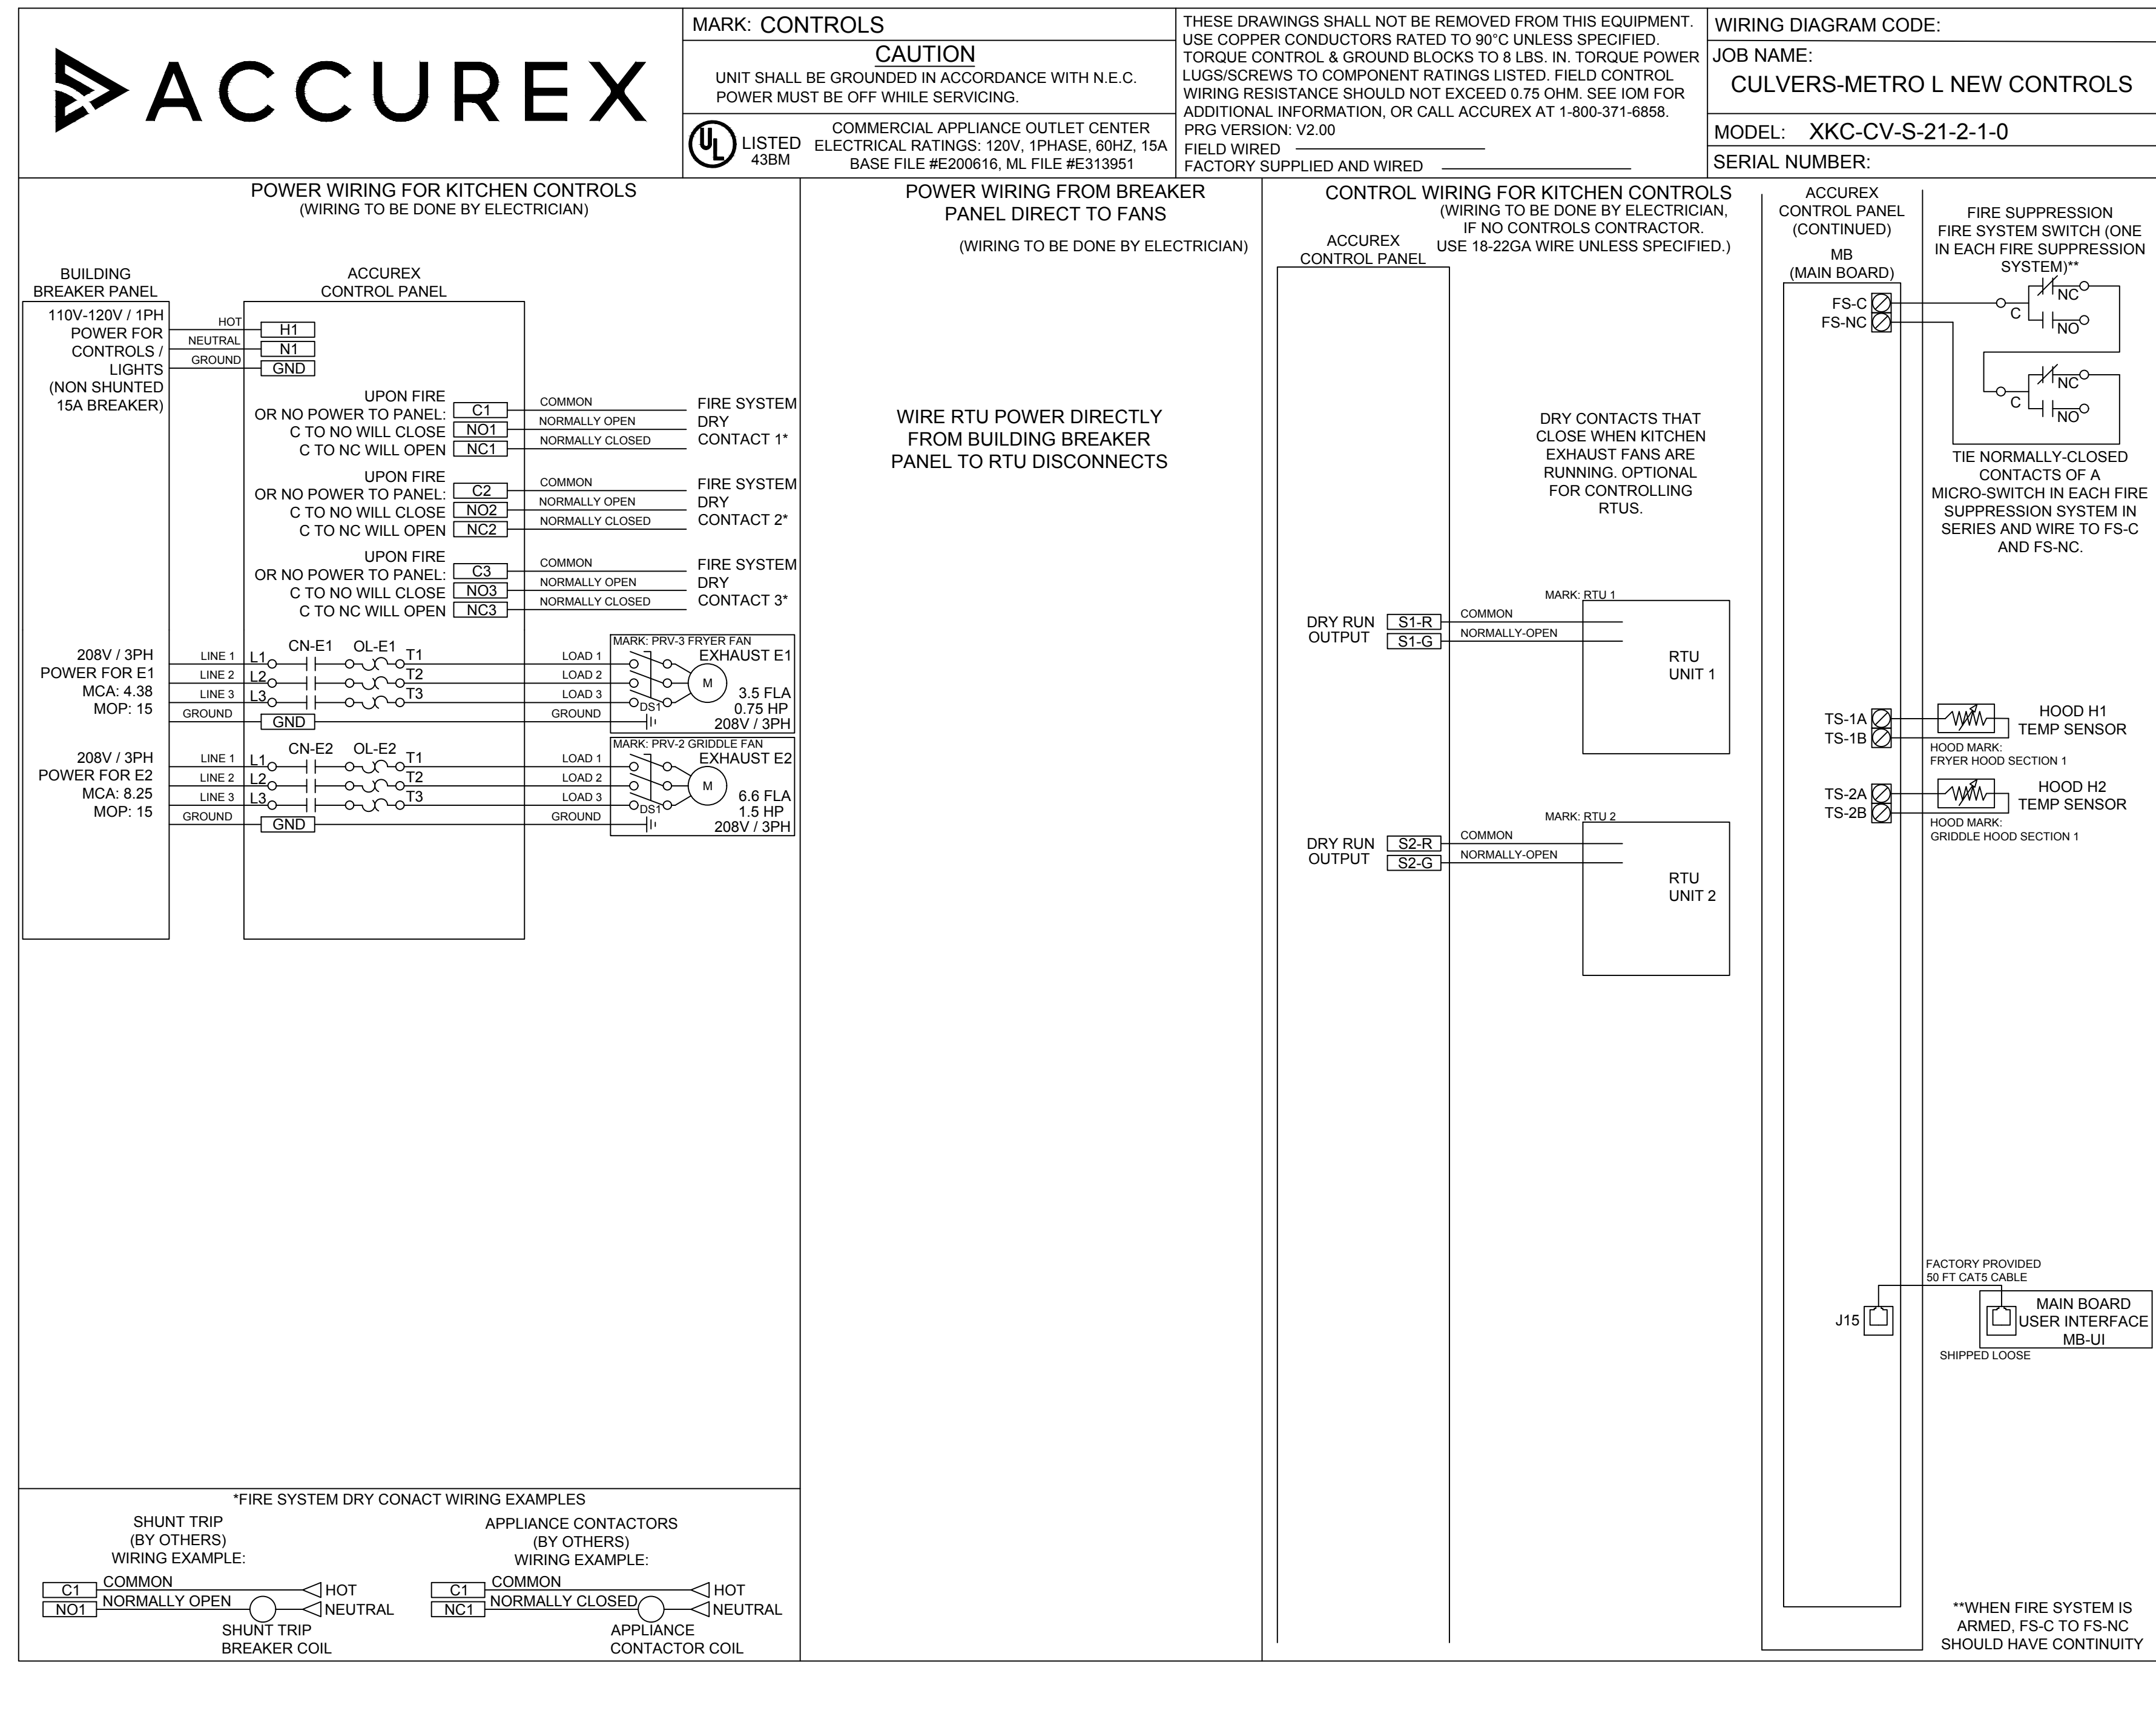 ACCUREX
MARK: CONTROLS
CAUTION
UNIT SHALL BE GROUNDED IN ACCORDANCE WITH N.E.C.
POWER MUST BE OFF WHILE SERVICING.
UL
LISTED
43BM
COMMERCIAL APPLIANCE OUTLET CENTER
ELECTRICAL RATINGS: 120V, 1PHASE, 60HZ, 15A
BASE FILE #E200616, ML FILE #E313951
THESE DRAWINGS SHALL NOT BE REMOVED FROM THIS EQUIPMENT.
USE COPPER CONDUCTORS RATED TO 90°C UNLESS SPECIFIED.
TORQUE CONTROL & GROUND BLOCKS TO 8 LBS. IN. TORQUE POWER
LUGS/SCREWS TO COMPONENT RATINGS LISTED. FIELD CONTROL
WIRING RESISTANCE SHOULD NOT EXCEED 0.75 OHM. SEE IOM FOR
ADDITIONAL INFORMATION, OR CALL ACCUREX AT 1-800-371-6858.
PRG VERSION: V2.00
FIELD WIRED
FACTORY SUPPLIED AND WIRED
WIRING DIAGRAM CODE:
JOB NAME:
CULVERS-METRO L NEW CONTROLS
MODEL: XKC-CV-S-21-2-1-0
SERIAL NUMBER:
POWER WIRING FOR KITCHEN CONTROLS
(WIRING TO BE DONE BY ELECTRICIAN)
BUILDING
BREAKER PANEL
ACCUREX
CONTROL PANEL
110V-120V / 1PH
POWER FOR
CONTROLS /
LIGHTS
(NON SHUNTED
15A BREAKER)
HOT
H1
NEUTRAL
N1
GROUND
GND
UPON FIRE
OR NO POWER TO PANEL:
C TO NO WILL CLOSE
C TO NC WILL OPEN
C1
NO1
NC1
COMMON
NORMALLY OPEN
NORMALLY CLOSED
FIRE SYSTEM
DRY
CONTACT 1*
UPON FIRE
OR NO POWER TO PANEL:
C TO NO WILL CLOSE
C TO NC WILL OPEN
C2
NO2
NC2
COMMON
NORMALLY OPEN
NORMALLY CLOSED
FIRE SYSTEM
DRY
CONTACT 2*
UPON FIRE
OR NO POWER TO PANEL:
C TO NO WILL CLOSE
C TO NC WILL OPEN
C3
NO3
NC3
COMMON
NORMALLY OPEN
NORMALLY CLOSED
FIRE SYSTEM
DRY
CONTACT 3*
208V / 3PH
POWER FOR E1
MCA: 4.38
MOP: 15
LINE 1
LINE 2
LINE 3
GROUND
L1
L2
L3
GND
CN-E1
OL-E1
T1
T2
T3
LOAD 1
LOAD 2
LOAD 3
GROUND
MARK: PRV-3 FRYER FAN
EXHAUST E1
M
DS1
3.5 FLA
0.75 HP
208V / 3PH
208V / 3PH
POWER FOR E2
MCA: 8.25
MOP: 15
LINE 1
LINE 2
LINE 3
GROUND
L1
L2
L3
GND
CN-E2
OL-E2
T1
T2
T3
LOAD 1
LOAD 2
LOAD 3
GROUND
MARK: PRV-2 GRIDDLE FAN
EXHAUST E2
M
DS1
6.6 FLA
1.5 HP
208V / 3PH
*FIRE SYSTEM DRY CONACT WIRING EXAMPLES
SHUNT TRIP
(BY OTHERS)
WIRING EXAMPLE:
C1
COMMON
HOT
NO1
NORMALLY OPEN
NEUTRAL
SHUNT TRIP
BREAKER COIL
APPLIANCE CONTACTORS
(BY OTHERS)
WIRING EXAMPLE:
C1
COMMON
HOT
NC1
NORMALLY CLOSED
NEUTRAL
APPLIANCE
CONTACTOR COIL
POWER WIRING FROM BREAKER
PANEL DIRECT TO FANS
(WIRING TO BE DONE BY ELECTRICIAN)
WIRE RTU POWER DIRECTLY
FROM BUILDING BREAKER
PANEL TO RTU DISCONNECTS
CONTROL WIRING FOR KITCHEN CONTROLS
(WIRING TO BE DONE BY ELECTRICIAN,
IF NO CONTROLS CONTRACTOR.
USE 18-22GA WIRE UNLESS SPECIFIED.)
ACCUREX
CONTROL PANEL
DRY CONTACTS THAT
CLOSE WHEN KITCHEN
EXHAUST FANS ARE
RUNNING. OPTIONAL
FOR CONTROLLING
RTUS.
DRY RUN
OUTPUT
S1-R
S1-G
COMMON
NORMALLY-OPEN
MARK: RTU 1
RTU
UNIT 1
DRY RUN
OUTPUT
S2-R
S2-G
COMMON
NORMALLY-OPEN
MARK: RTU 2
RTU
UNIT 2
ACCUREX
CONTROL PANEL
(CONTINUED)
MB
(MAIN BOARD)
FS-C
FS-NC
FIRE SUPPRESSION
FIRE SYSTEM SWITCH (ONE
IN EACH FIRE SUPPRESSION
SYSTEM)**
NC
C
NO
NC
C
NO
TIE NORMALLY-CLOSED
CONTACTS OF A
MICRO-SWITCH IN EACH FIRE
SUPPRESSION SYSTEM IN
SERIES AND WIRE TO FS-C
AND FS-NC.
TS-1A
TS-1B
HOOD H1
TEMP SENSOR
HOOD MARK:
FRYER HOOD SECTION 1
TS-2A
TS-2B
HOOD H2
TEMP SENSOR
HOOD MARK:
GRIDDLE HOOD SECTION 1
FACTORY PROVIDED
50 FT CAT5 CABLE
J15
MAIN BOARD
USER INTERFACE
MB-UI
SHIPPED LOOSE
**WHEN FIRE SYSTEM IS
ARMED, FS-C TO FS-NC
SHOULD HAVE CONTINUITY